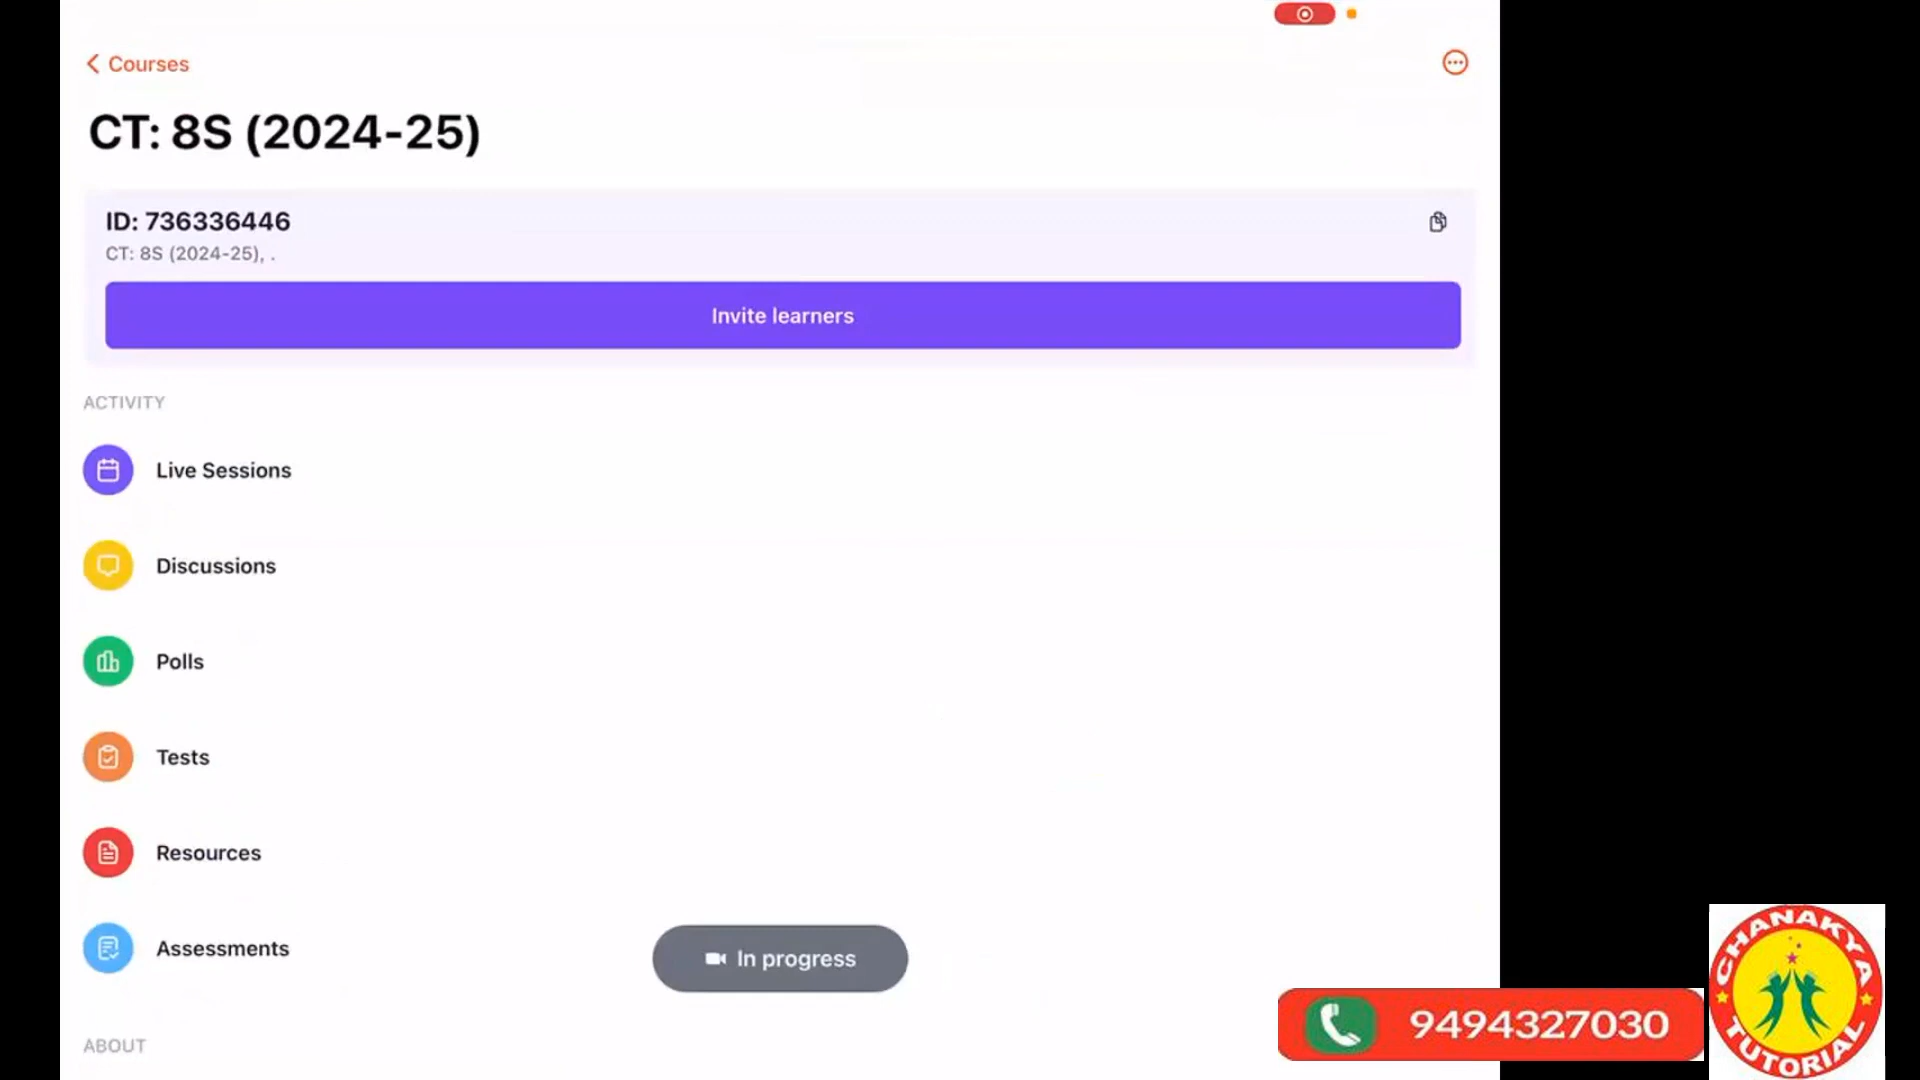 Courses
CT: 8S (2024-25)
ID: 736336446
CT: 8S (2024-25), .
Invite learners
ACTIVITY
Live Sessions
Discussions
Polls
Tests
Resources
Assessments
In progress
ABOUT
9494327030
CHANAKYA
TUTORIAL